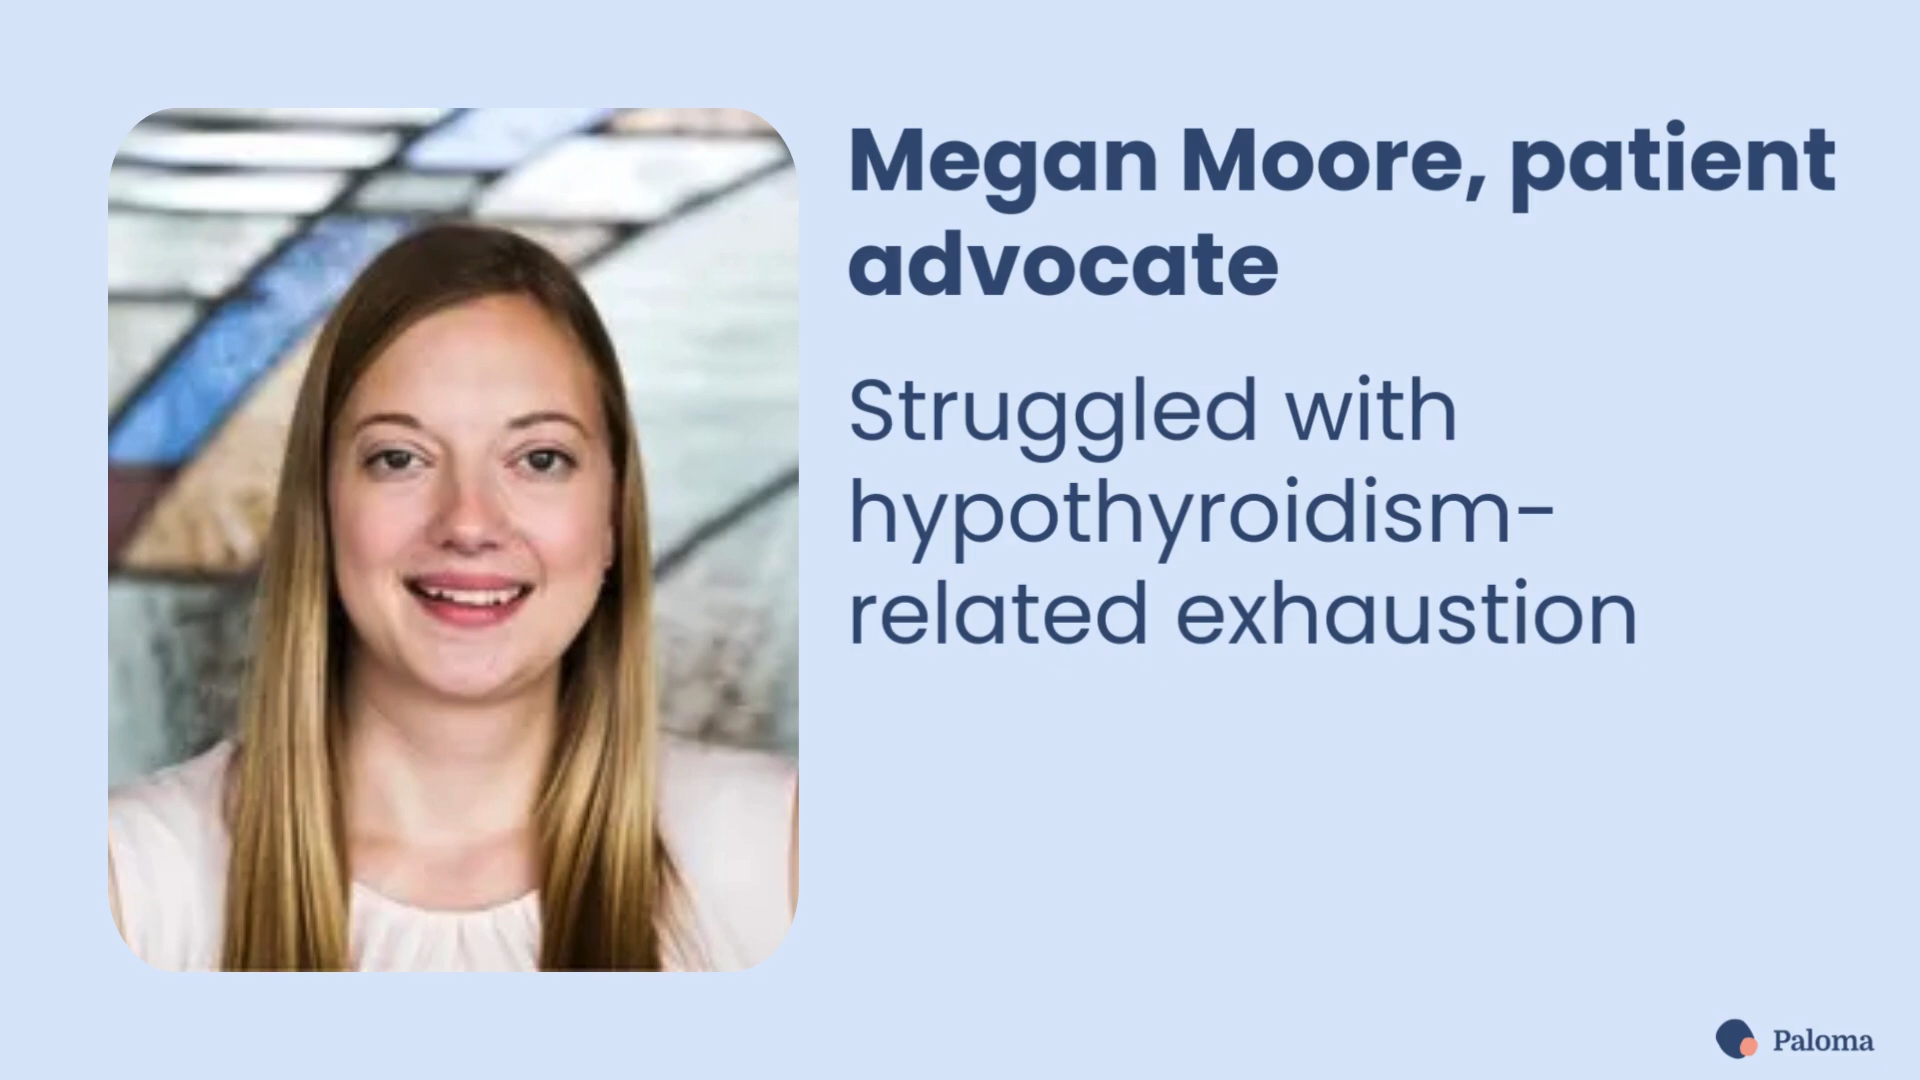 Megan Moore, patient
advocate
Struggled with
hypothyroidism-
related exhaustion
Paloma